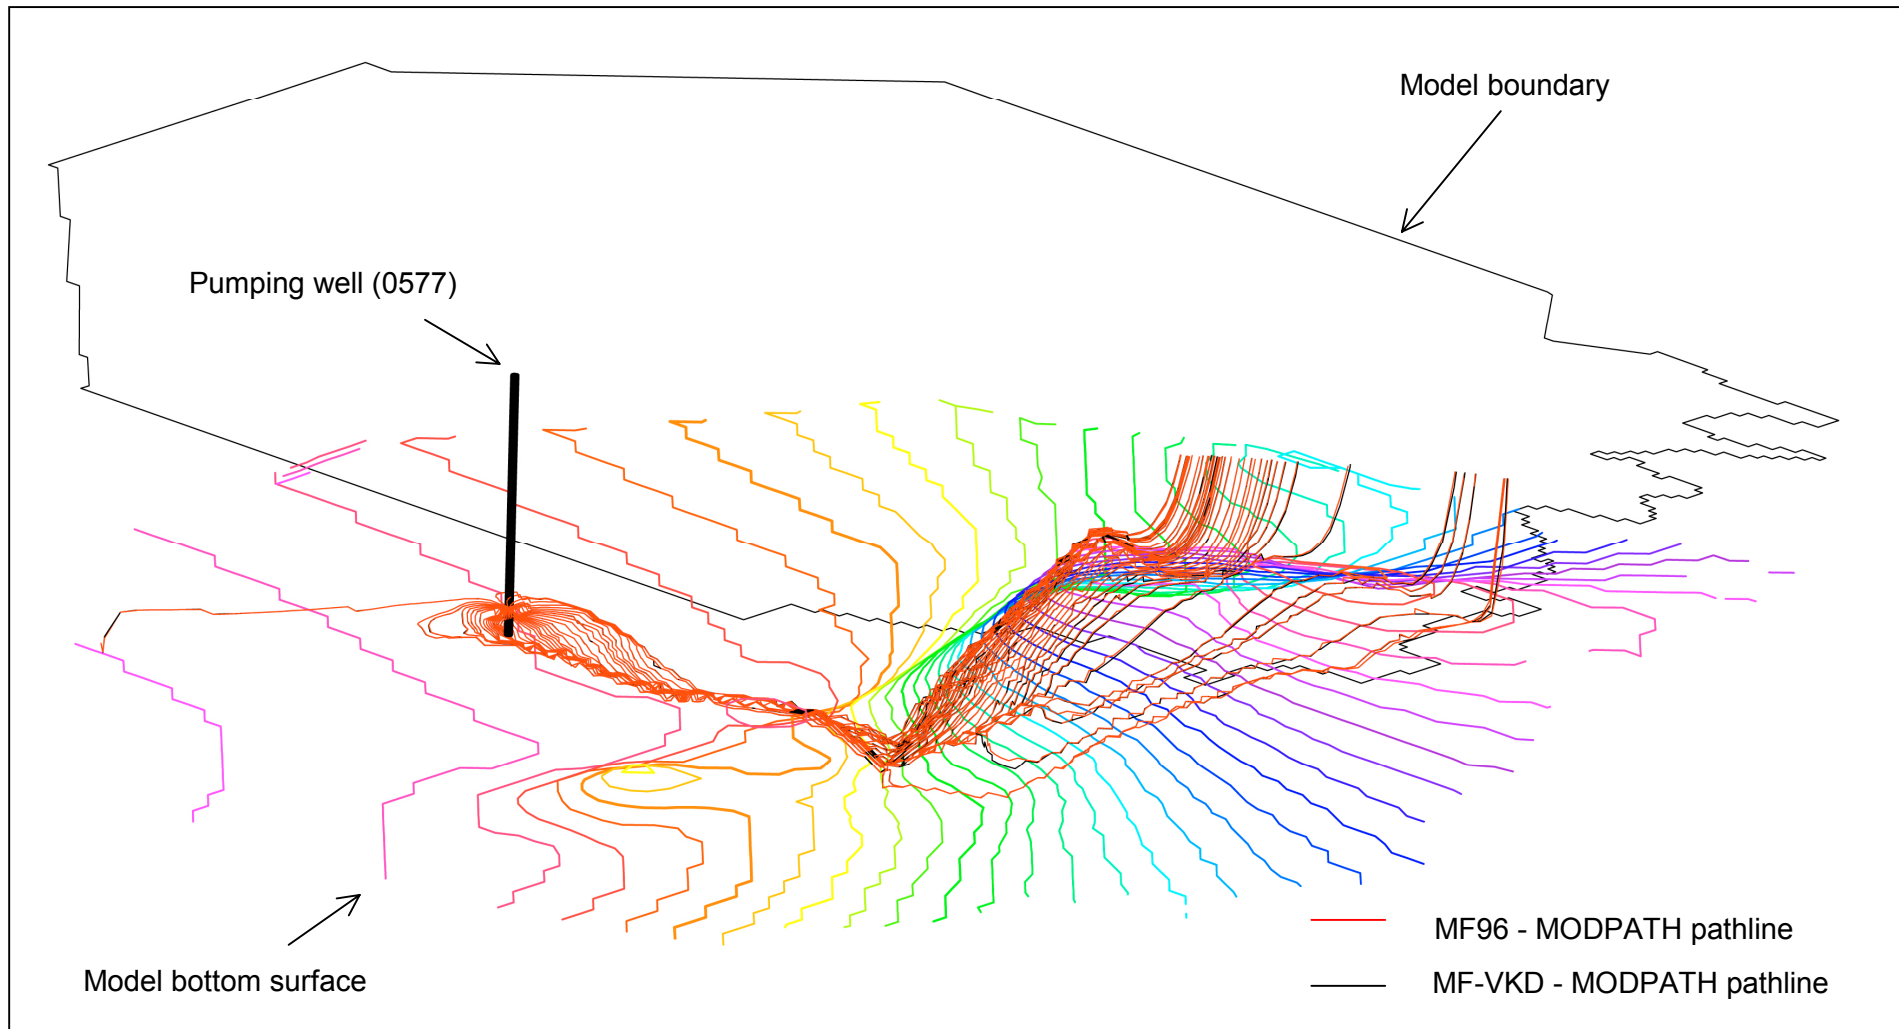 Model boundary
Pumping well (0577)
MF96 - MODPATH pathline
Model bottom surface
MF-VKD - MODPATH pathline